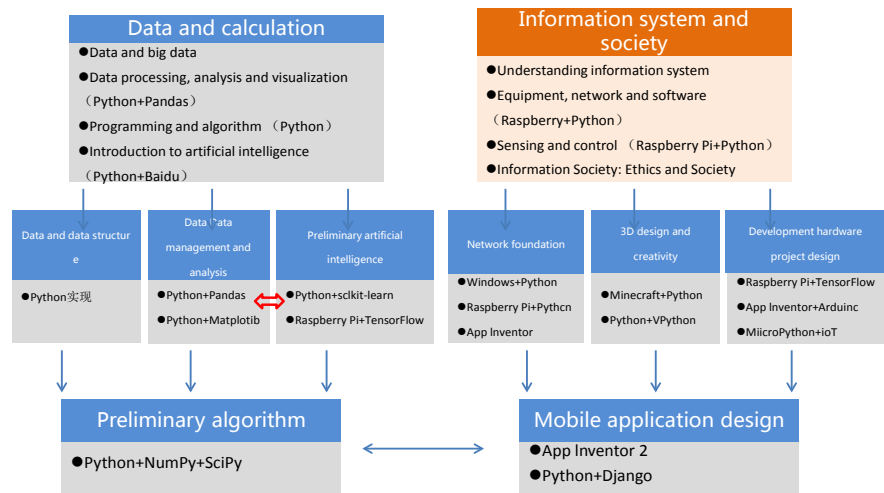 Data and calculation
●Data and big data
●Data processing, analysis and visualization
（Python+Pandas）
●Programming and algorithm （Python）
●Introduction to artificial intelligence
（Python+Baidu）
Information system and
society
●Understanding information system
●Equipment, network and software
（Raspberry+Python）
●Sensing and control （Raspberry Pi+Python）
●Information Society: Ethics and Society
Data and data structur
e
●Python实现
Data Data
management and
analysis
●Python+Pandas
●Python+Matplotib
Preliminary artificial
intelligence
●Python+sclkit-learn
●Raspberry Pi+TensorFlow
Network foundation
●Windows+Python
●Raspberry Pi+Pythcn
●App lnventor
3D design and
creativity
●Minecraft+Python
●Python+VPython
Development hardware
project design
●Raspberry Pi+TensorFlow
●App lnventor+Arduinc
●MiicroPython+ioT
Preliminary algorithm
●Python+NumPy+SciPy
Mobile application design
●App lnventor 2
●Python+Django